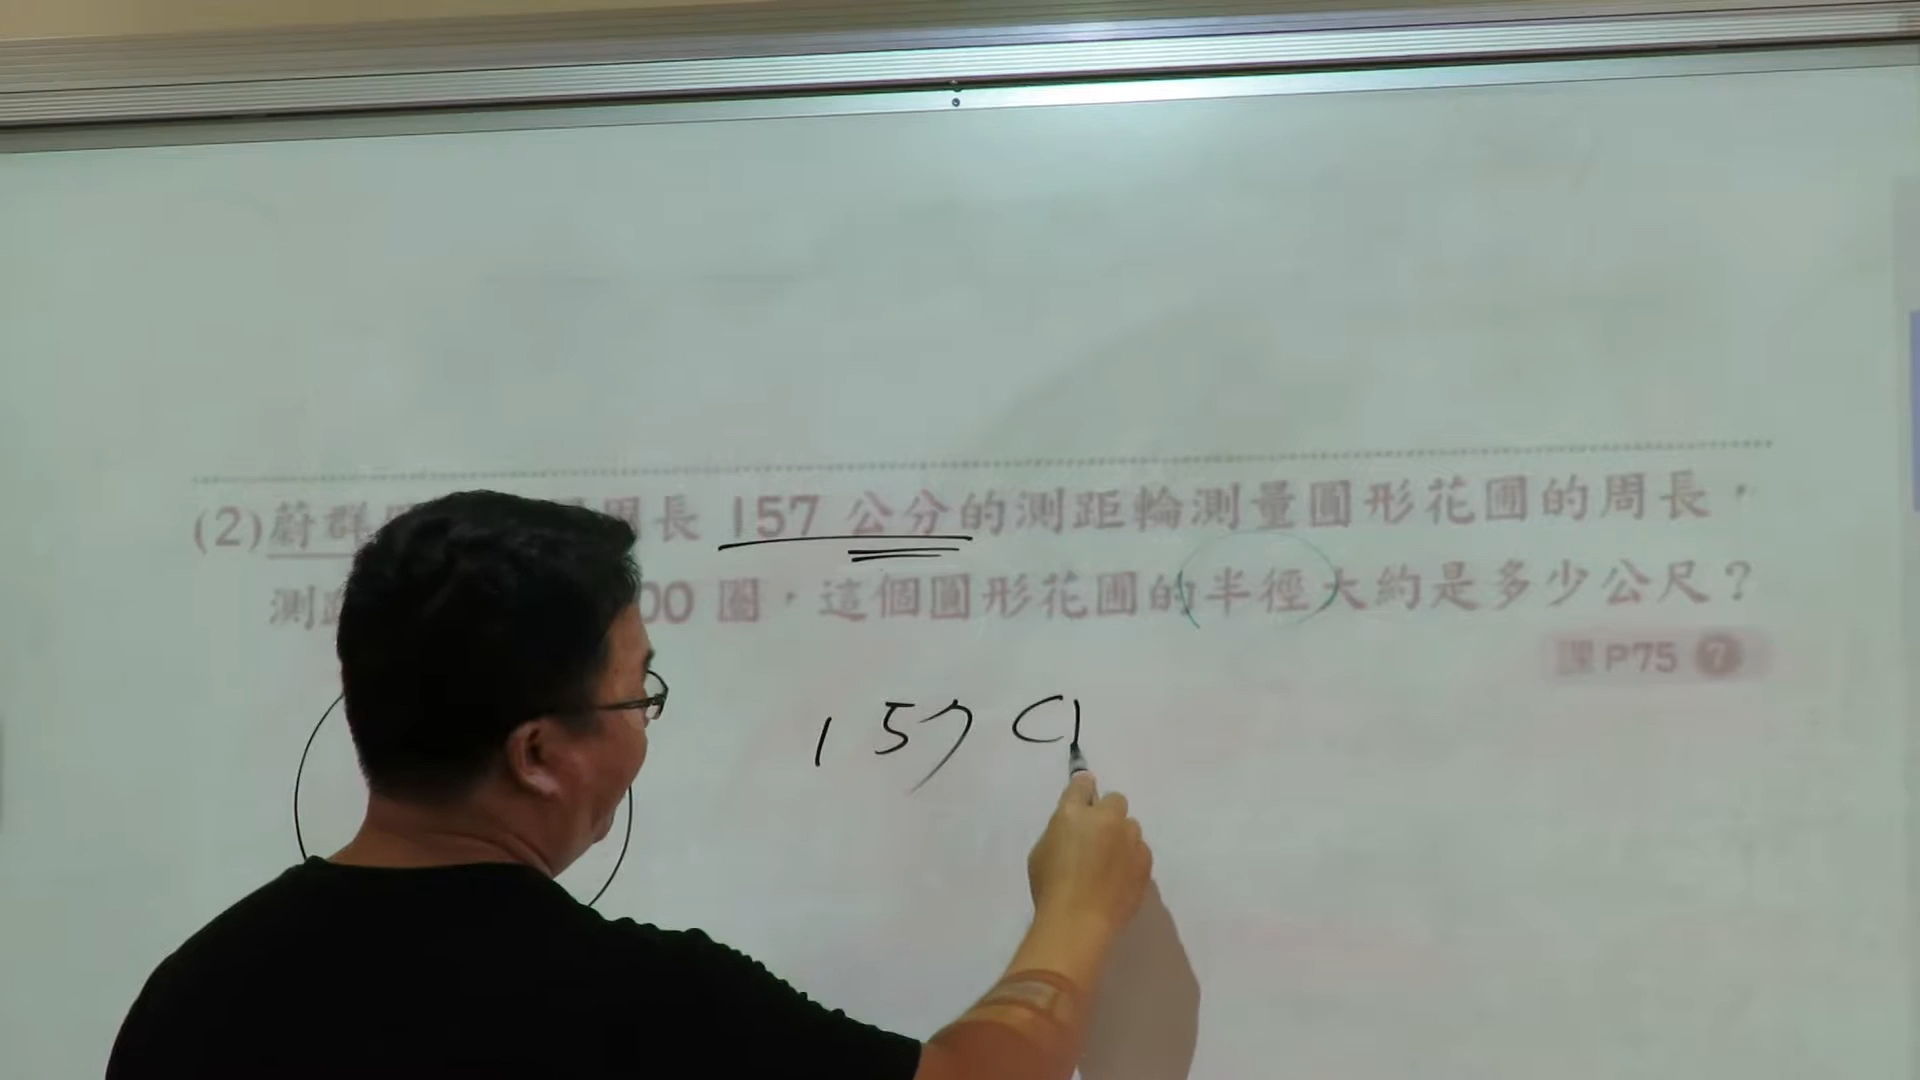 (2)蔚群 周長 157 公分的測距輪測量圓形花圃的周長，
測 00 圈，這個圓形花圃的半徑大約是多少公尺？
課P75 7
157 C